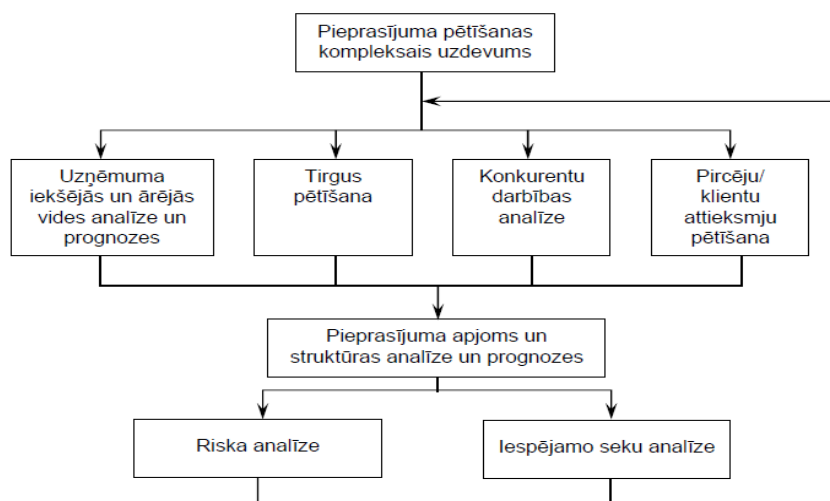 Pieprasījuma pētīšanas
kompleksais uzdevums
Uzņēmuma
iekšējās un ārējās
vides analīze un
prognozes
Tirgus
pētīšana
Konkurentu
darbības
analīze
Pircēju/
klientu
attieksmju
pētīšana
Pieprasījuma apjoms un
struktūras analīze un prognozes
Riska analīze
Iespējamo seku analīze